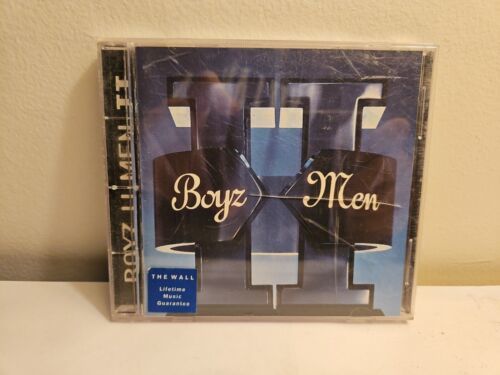 BOYZ II MEN II
Boyz Men
THE WALL
Lifetime
Music
Guarantee